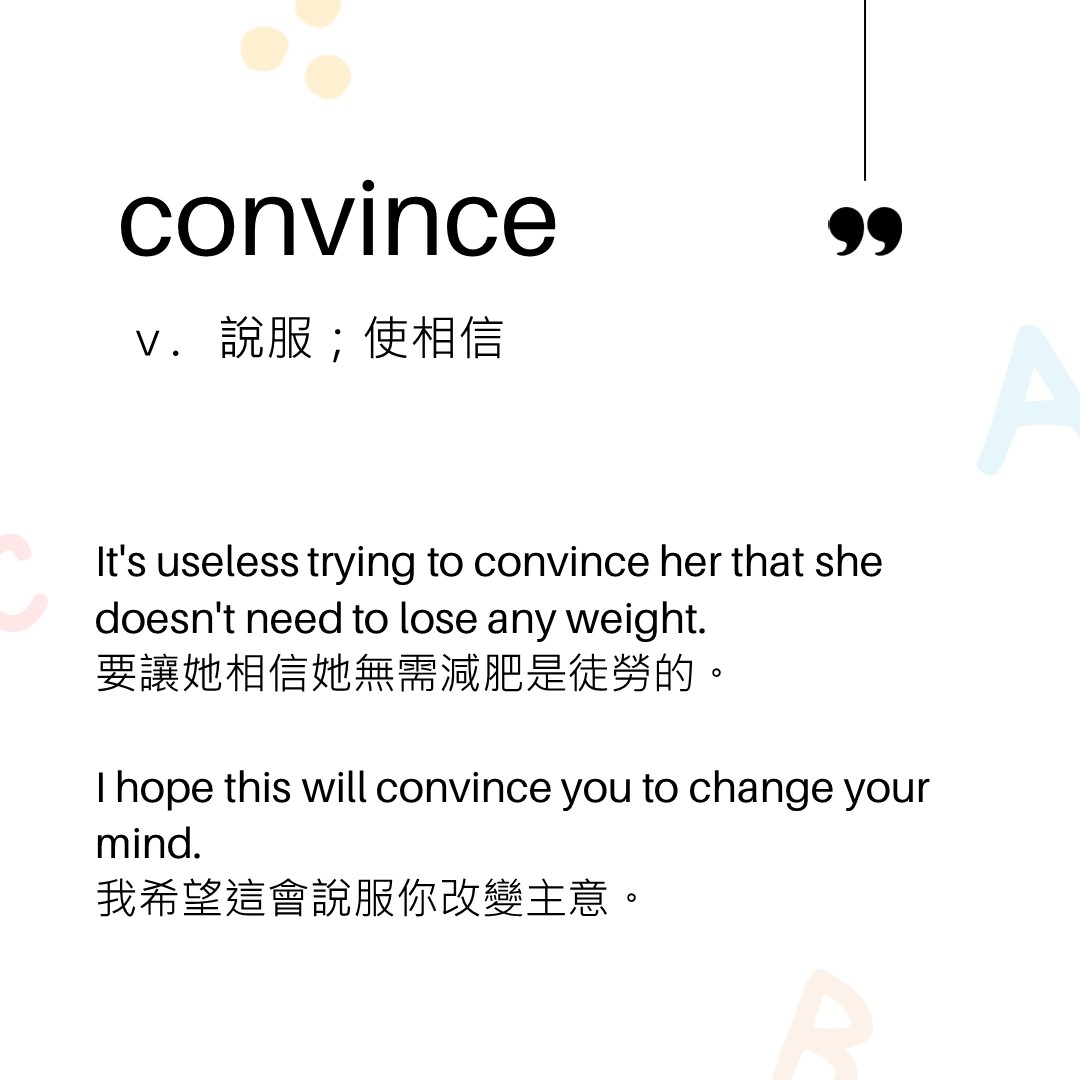 convince
v. 說服；使相信
It's useless trying to convince her that she
doesn't need to lose any weight.
要讓她相信她無需減肥是徒勞的。
I hope this will convince you to change your
mind.
我希望這會說服你改變主意。
”
A
C
B